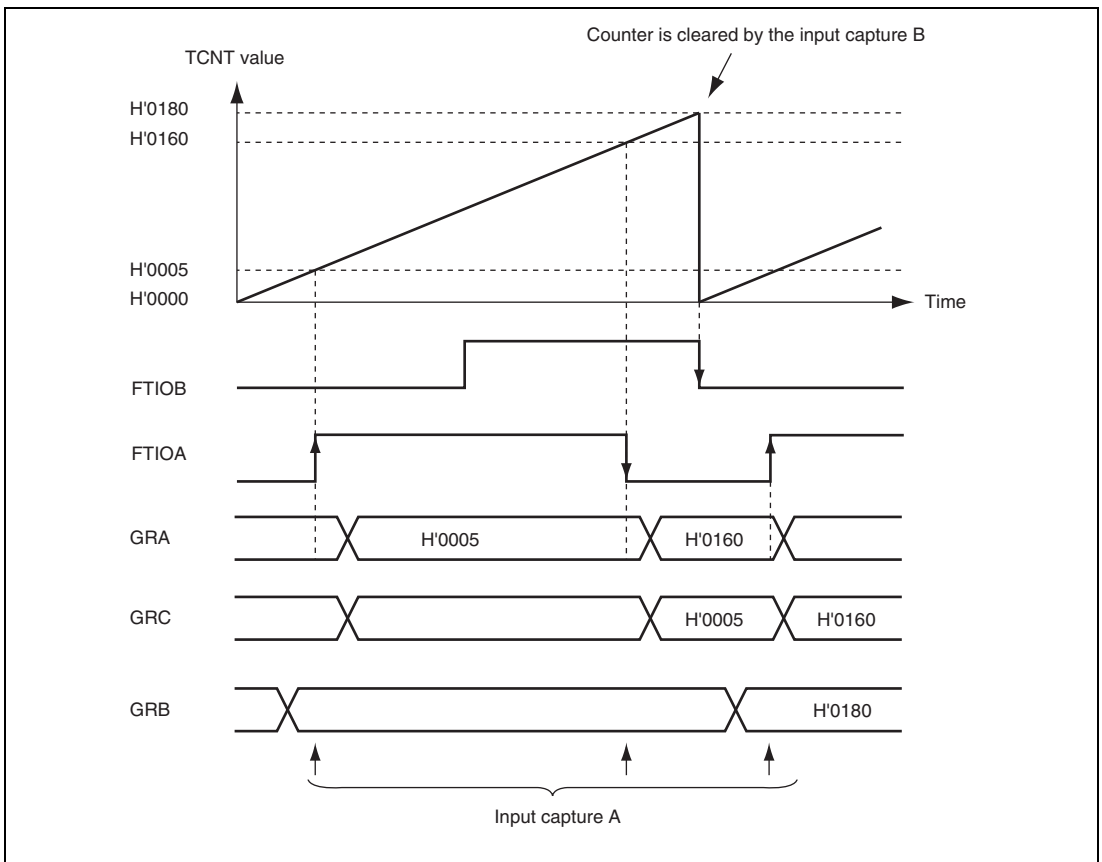 Counter is cleared by the input capture B
TCNT value
H'0180
H'0160
H'0005
H'0000
Time
FTIOB
FTIOA
GRA
H'0005
H'0160
GRC
H'0005
H'0160
GRB
H'0180
Input capture A